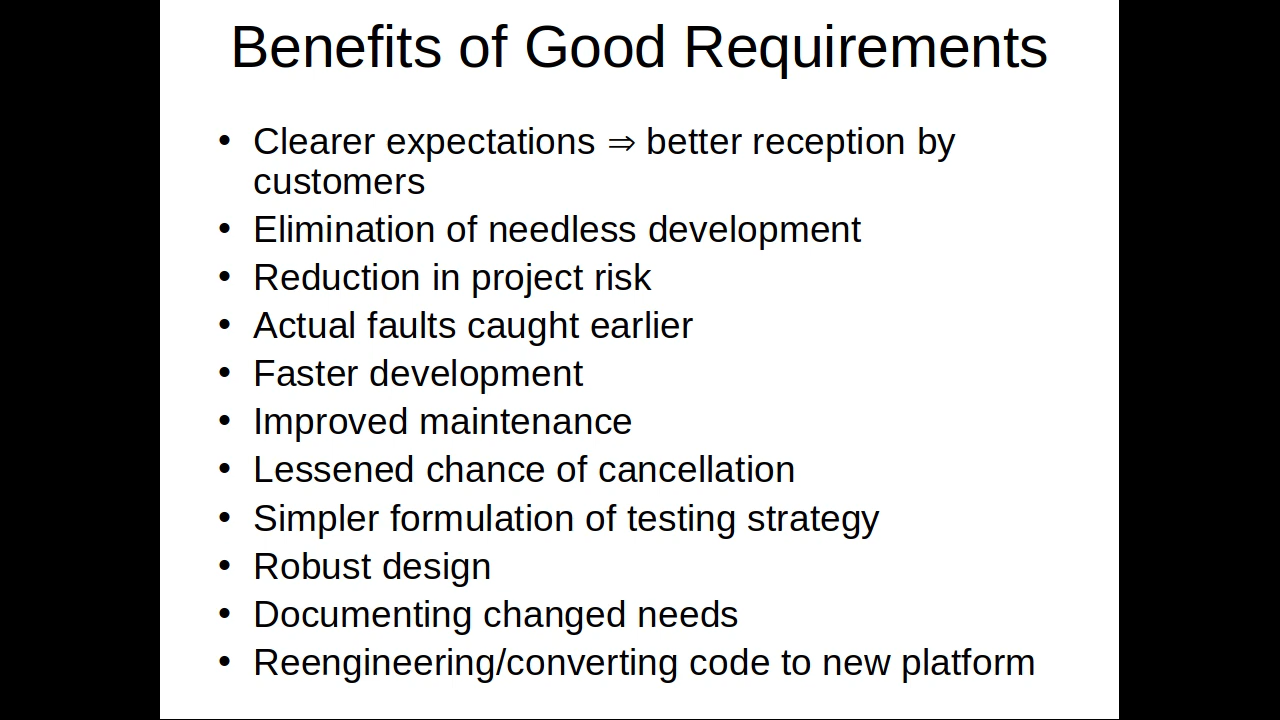 Benefits of Good Requirements
• Clearer expectations ⇒ better reception by
customers
• Elimination of needless development
• Reduction in project risk
• Actual faults caught earlier
• Faster development
• Improved maintenance
• Lessened chance of cancellation
• Simpler formulation of testing strategy
• Robust design
• Documenting changed needs
• Reengineering/converting code to new platform